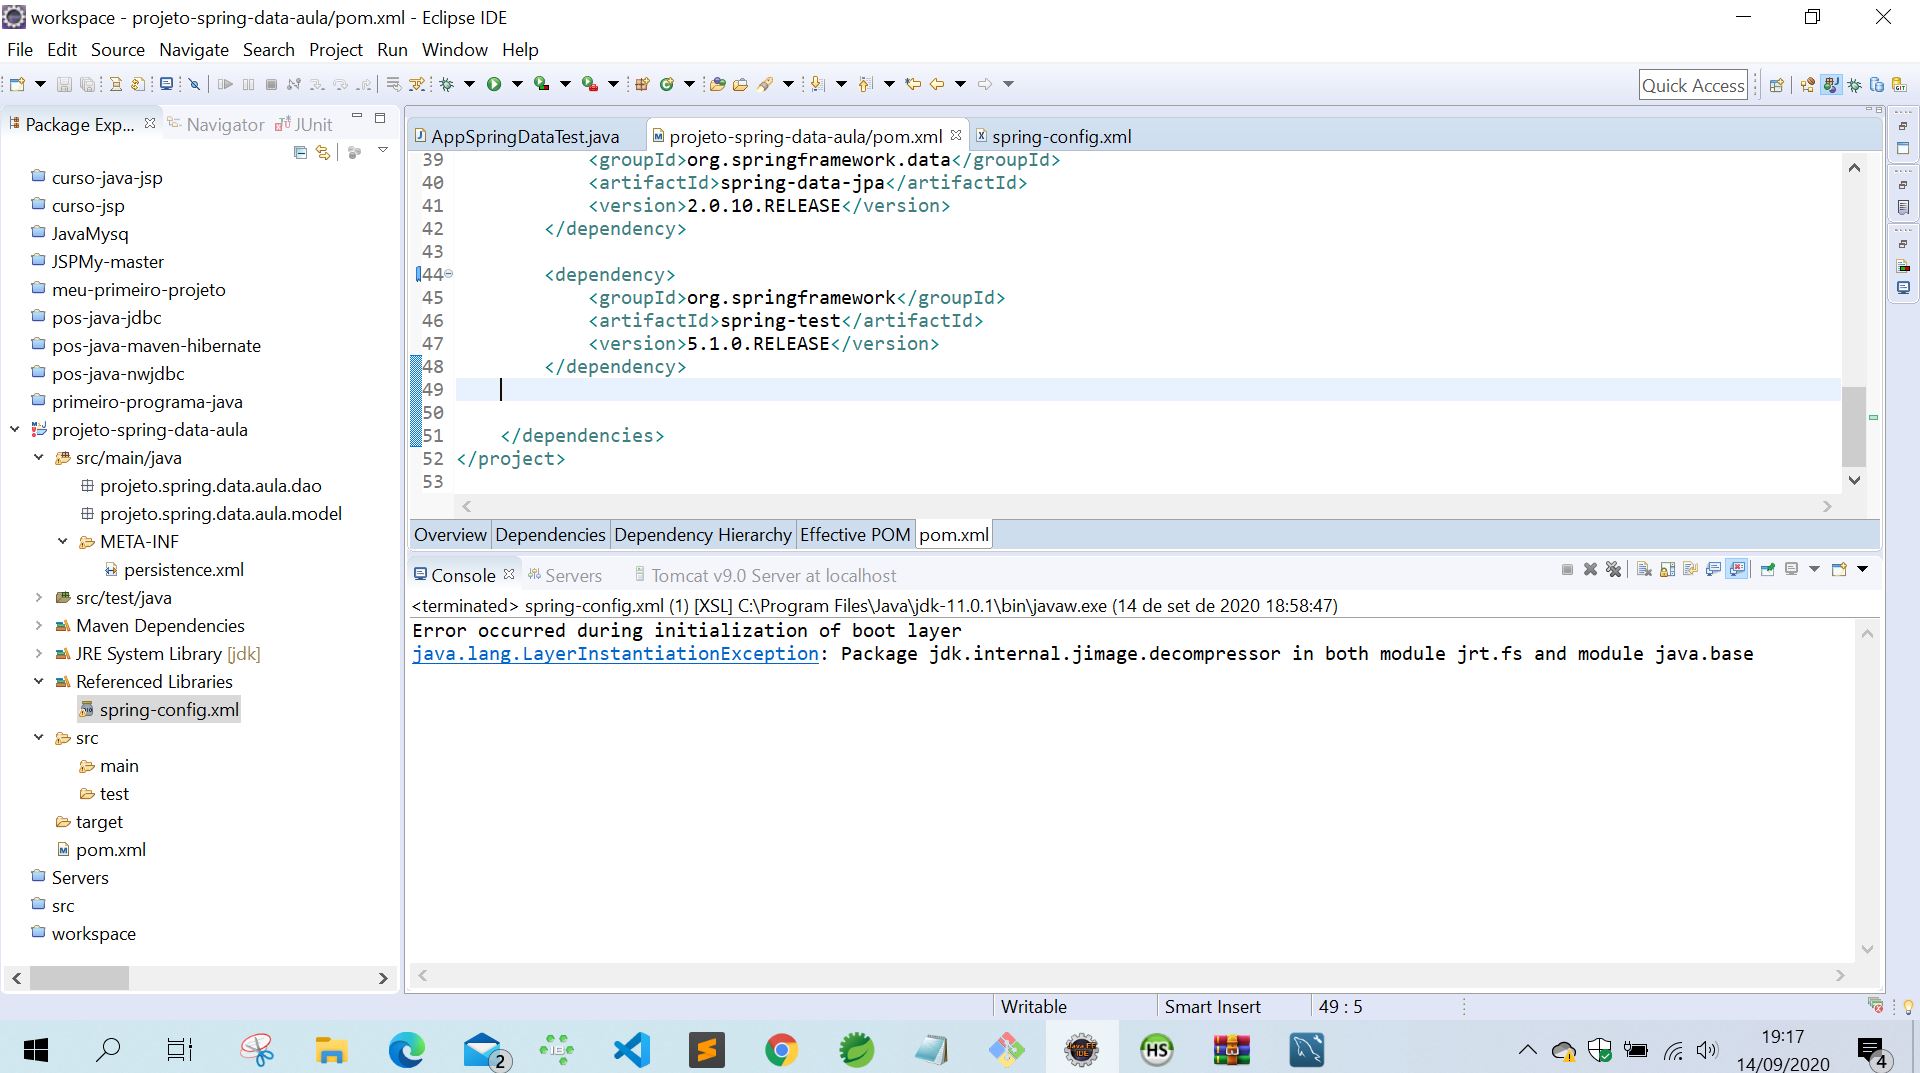 workspace - projeto-spring-data-aula/pom.xml - Eclipse IDE
File Edit Source Navigate Search Project Run Window Help
Quick Access
Package Exp... Navigator JUnit
curso-java-jsp
curso-jsp
JavaMysq
JSPMy-master
meu-primeiro-projeto
pos-java-jdbc
pos-java-maven-hibernate
pos-java-nwjdbc
primeiro-programa-java
projeto-spring-data-aula
src/main/java
projeto.spring.data.aula.dao
projeto.spring.data.aula.model
META-INF
persistence.xml
src/test/java
Maven Dependencies
JRE System Library [jdk]
Referenced Libraries
spring-config.xml
src
main
test
target
pom.xml
Servers
src
workspace
AppSpringDataTest.java projeto-spring-data-aula/pom.xml spring-config.xml
39 <groupId>org.springframework.data</groupId>
40 <artifactId>spring-data-jpa</artifactId>
41 <version>2.0.10.RELEASE</version>
42 </dependency>
43
44 <dependency>
45 <groupId>org.springframework</groupId>
46 <artifactId>spring-test</artifactId>
47 <version>5.1.0.RELEASE</version>
48 </dependency>
49
50
51 </dependencies>
52 </project>
53
Overview Dependencies Dependency Hierarchy Effective POM pom.xml
Console Servers Tomcat v9.0 Server at localhost
<terminated> spring-config.xml (1) [XSL] C:\Program Files\Java\jdk-11.0.1\bin\javaw.exe (14 de set de 2020 18:58:47)
Error occurred during initialization of boot layer
java.lang.LayerInstantiationException: Package jdk.internal.jimage.decompressor in both module jrt.fs and module java.base
Writable Smart Insert 49 : 5
2
HS
19:17
14/09/2020
4